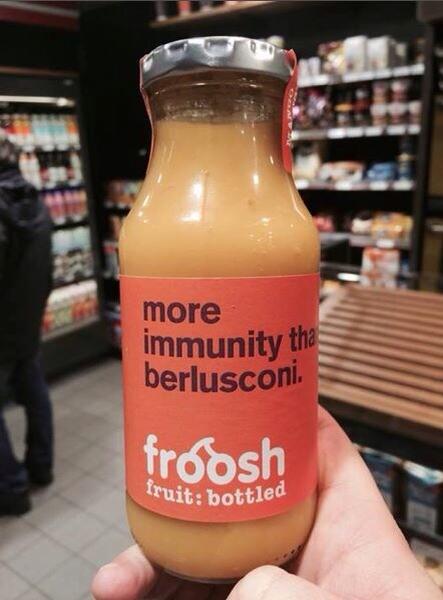 more
immunity tha
berlusconi.
froosh
fruit: bottled